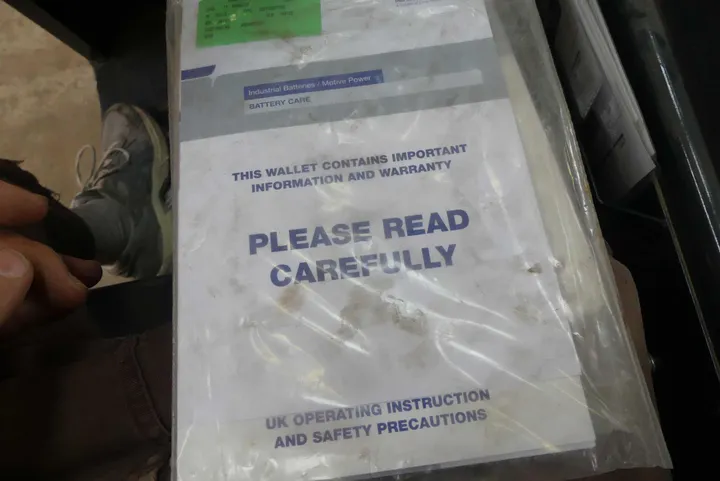 Industrial Batteries - Motive Power
BATTERY CARE
THIS WALLET CONTAINS IMPORTANT
INFORMATION AND WARRANTY
PLEASE READ
CAREFULLY
UK OPERATING INSTRUCTION
AND SAFETY PRECAUTIONS